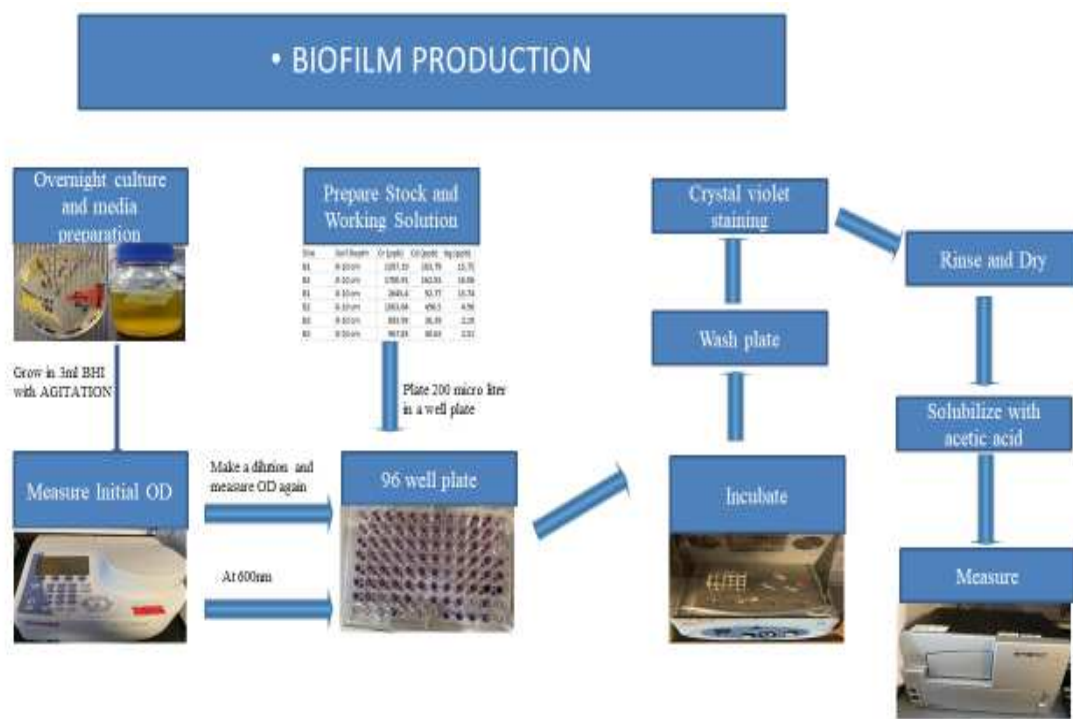 • BIOFILM PRODUCTION
Overnight culture
and media
preparation
Grow in 3ml BHI
with AGITATION
Measure Initial OD
Make a dilution and
measure OD again
At 600nm
Prepare Stock and
Working Solution
Plate 200 micro liter
in a well plate
96 well plate
Incubate
Wash plate
Crystal violet
staining
Rinse and Dry
Solubilize with
acetic acid
Measure